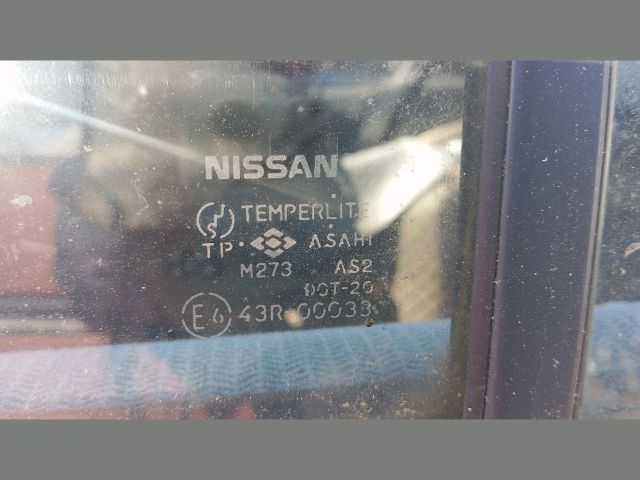 NISSAN
TEMPERLITE
TP. ASAHI
M273 AS2
DOT-20
E6 43R-00033